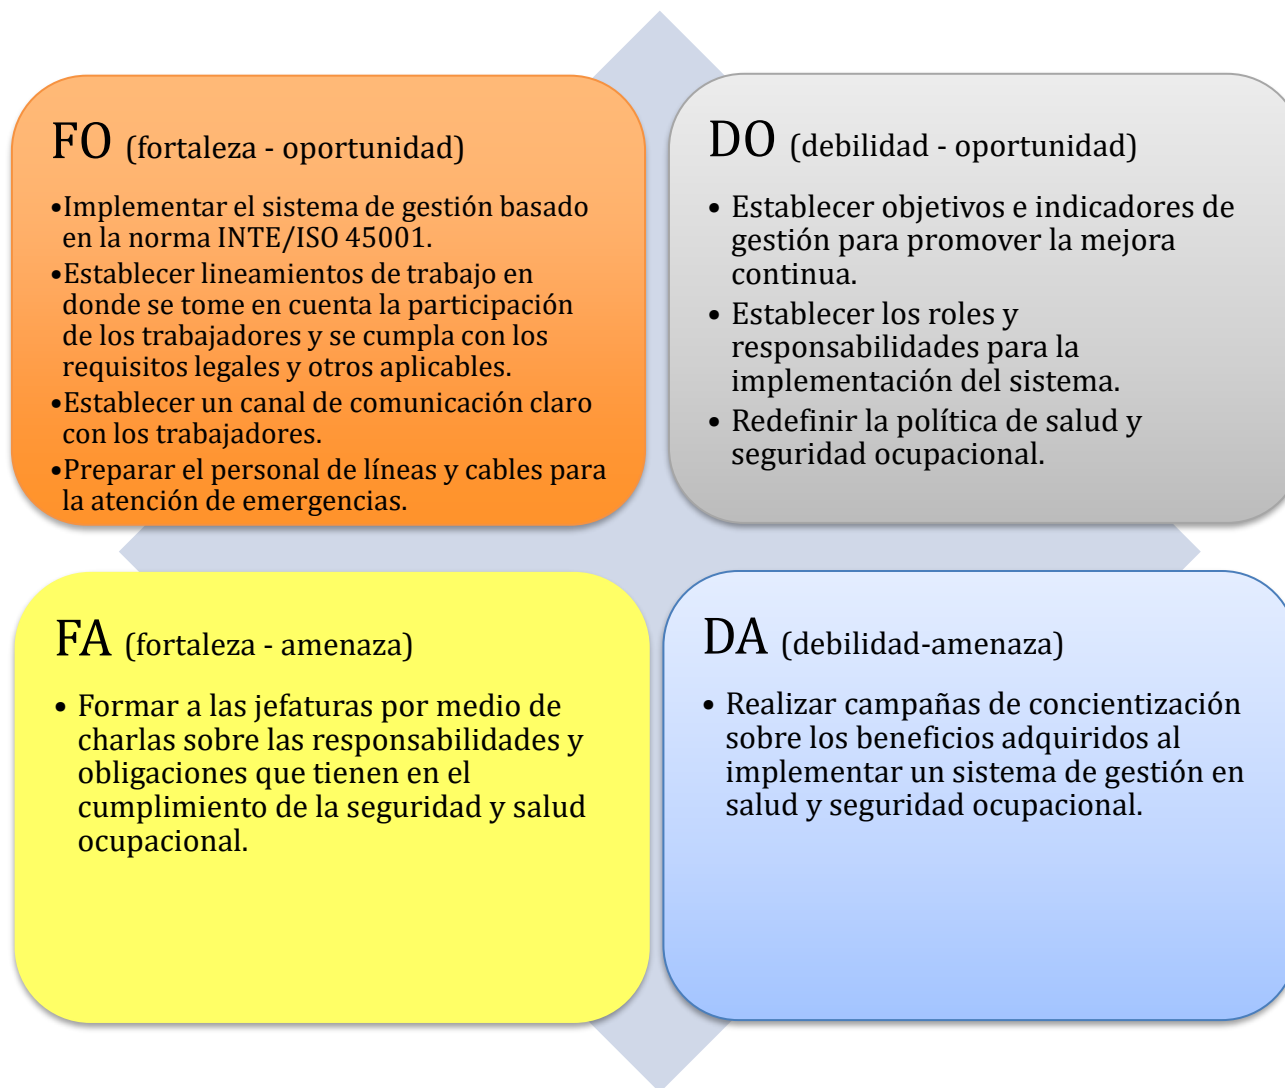 FO (fortaleza - oportunidad)
•Implementar el sistema de gestión basado
en la norma INTE/ISO 45001.
•Establecer lineamientos de trabajo en
donde se tome en cuenta la participación
de los trabajadores y se cumpla con los
requisitos legales y otros aplicables.
•Establecer un canal de comunicación claro
con los trabajadores.
•Preparar el personal de líneas y cables para
la atención de emergencias.
DO (debilidad - oportunidad)
• Establecer objetivos e indicadores de
gestión para promover la mejora
continua.
• Establecer los roles y
responsabilidades para la
implementación del sistema.
• Redefinir la política de salud y
seguridad ocupacional.
FA (fortaleza - amenaza)
• Formar a las jefaturas por medio de
charlas sobre las responsabilidades y
obligaciones que tienen en el
cumplimiento de la seguridad y salud
ocupacional.
DA (debilidad-amenaza)
• Realizar campañas de concientización
sobre los beneficios adquiridos al
implementar un sistema de gestión en
salud y seguridad ocupacional.